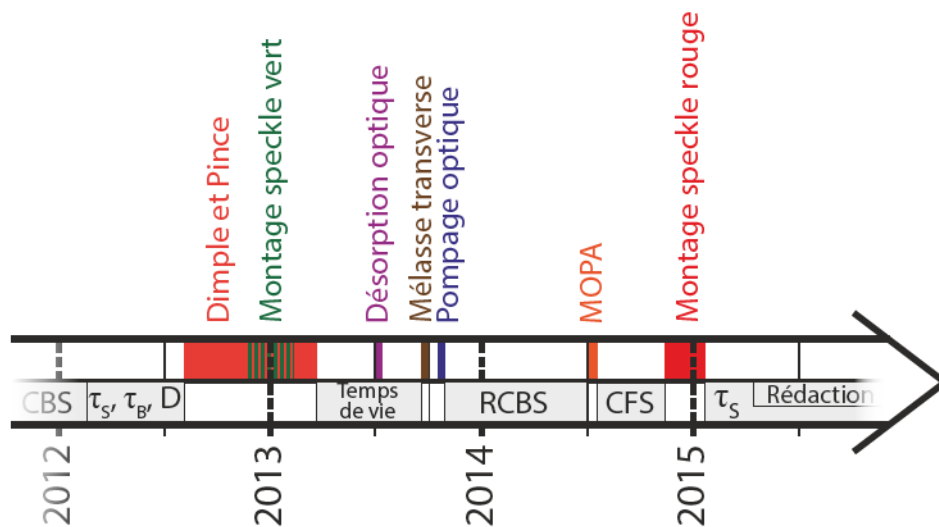 Dimple et Pince
Montage speckle vert
Désorption optique
Mélasse transverse
Pompage optique
MOPA
Montage speckle rouge
CBS
τS, τB, D
Temps
de vie
RCBS
CFS
τS
Rédaction
2012
2013
2014
2015